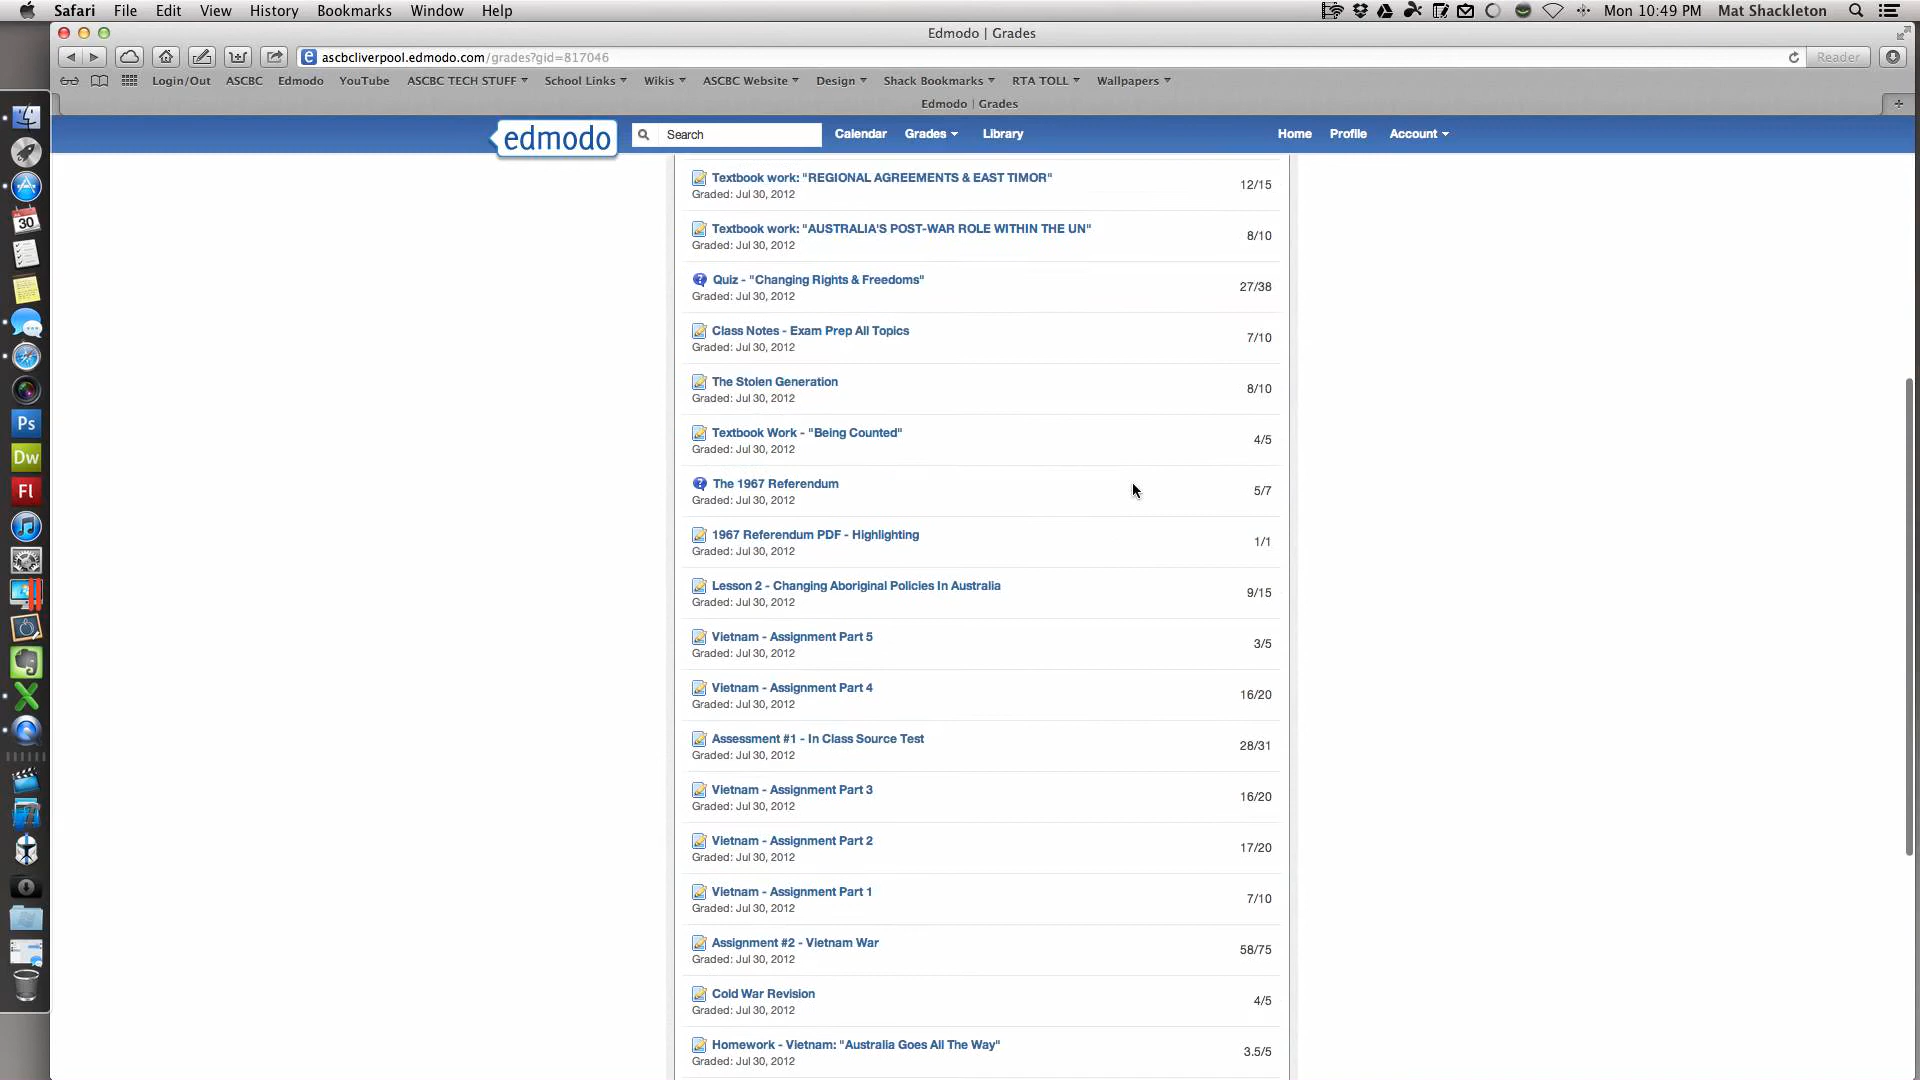 Safari File Edit View History Bookmarks Window Help Mon 10:49 PM Mat Shackleton
Edmodo | Grades
ascbcliverpool.edmodo.com/grades?gid=817046 Reader
Login/Out ASCBC Edmodo YouTube ASCBC TECH STUFF School Links Wikis ASCBC Website Design Shack Bookmarks RTA TOLL Wallpapers
Edmodo | Grades
edmodo Search Calendar Grades Library Home Profile Account
Textbook work: "REGIONAL AGREEMENTS & EAST TIMOR" 12/15
Graded: Jul 30, 2012
Textbook work: "AUSTRALIA'S POST-WAR ROLE WITHIN THE UN" 8/10
Graded: Jul 30, 2012
Quiz - "Changing Rights & Freedoms" 27/38
Graded: Jul 30, 2012
Class Notes - Exam Prep All Topics 7/10
Graded: Jul 30, 2012
The Stolen Generation 8/10
Graded: Jul 30, 2012
Textbook Work - "Being Counted" 4/5
Graded: Jul 30, 2012
The 1967 Referendum 5/7
Graded: Jul 30, 2012
1967 Referendum PDF - Highlighting 1/1
Graded: Jul 30, 2012
Lesson 2 - Changing Aboriginal Policies In Australia 9/15
Graded: Jul 30, 2012
Vietnam - Assignment Part 5 3/5
Graded: Jul 30, 2012
Vietnam - Assignment Part 4 16/20
Graded: Jul 30, 2012
Assessment #1 - In Class Source Test 28/31
Graded: Jul 30, 2012
Vietnam - Assignment Part 3 16/20
Graded: Jul 30, 2012
Vietnam - Assignment Part 2 17/20
Graded: Jul 30, 2012
Vietnam - Assignment Part 1 7/10
Graded: Jul 30, 2012
Assignment #2 - Vietnam War 58/75
Graded: Jul 30, 2012
Cold War Revision 4/5
Graded: Jul 30, 2012
Homework - Vietnam: "Australia Goes All The Way" 3.5/5
Graded: Jul 30, 2012
30
Ps
Dw
Fl